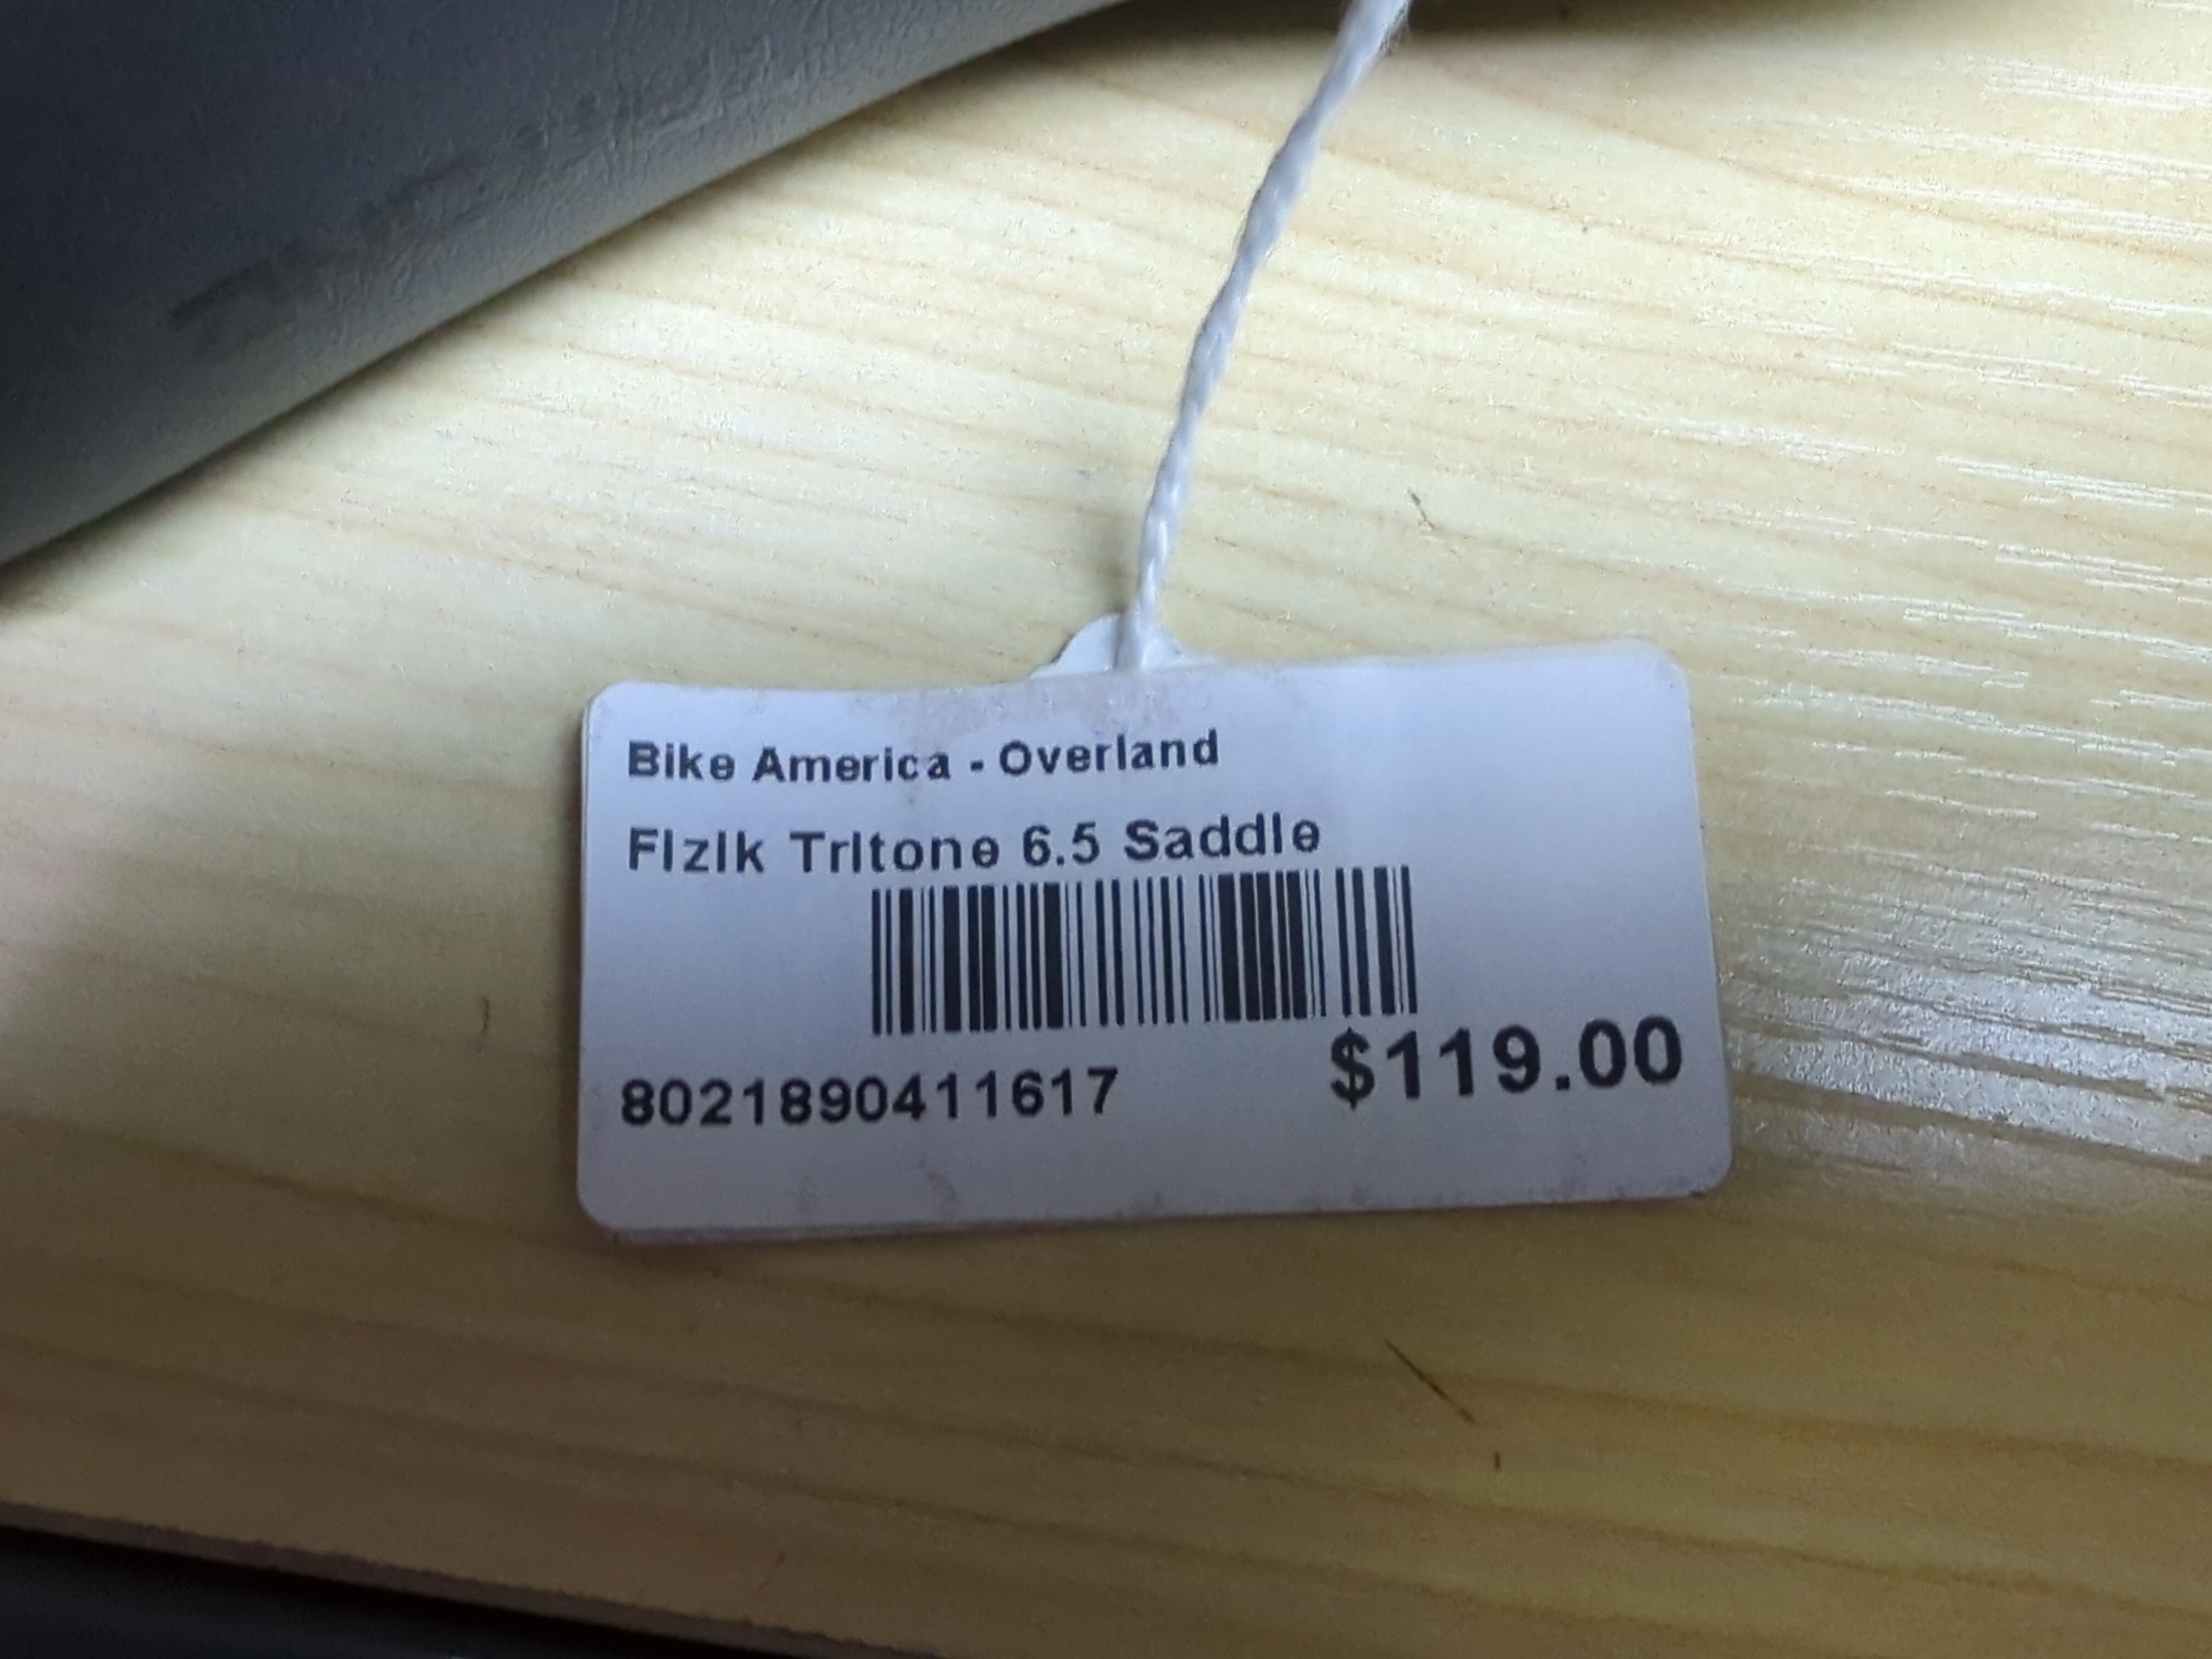 Bike America - Overland
Fizik Tritone 6.5 Saddle
8021890411617
$119.00